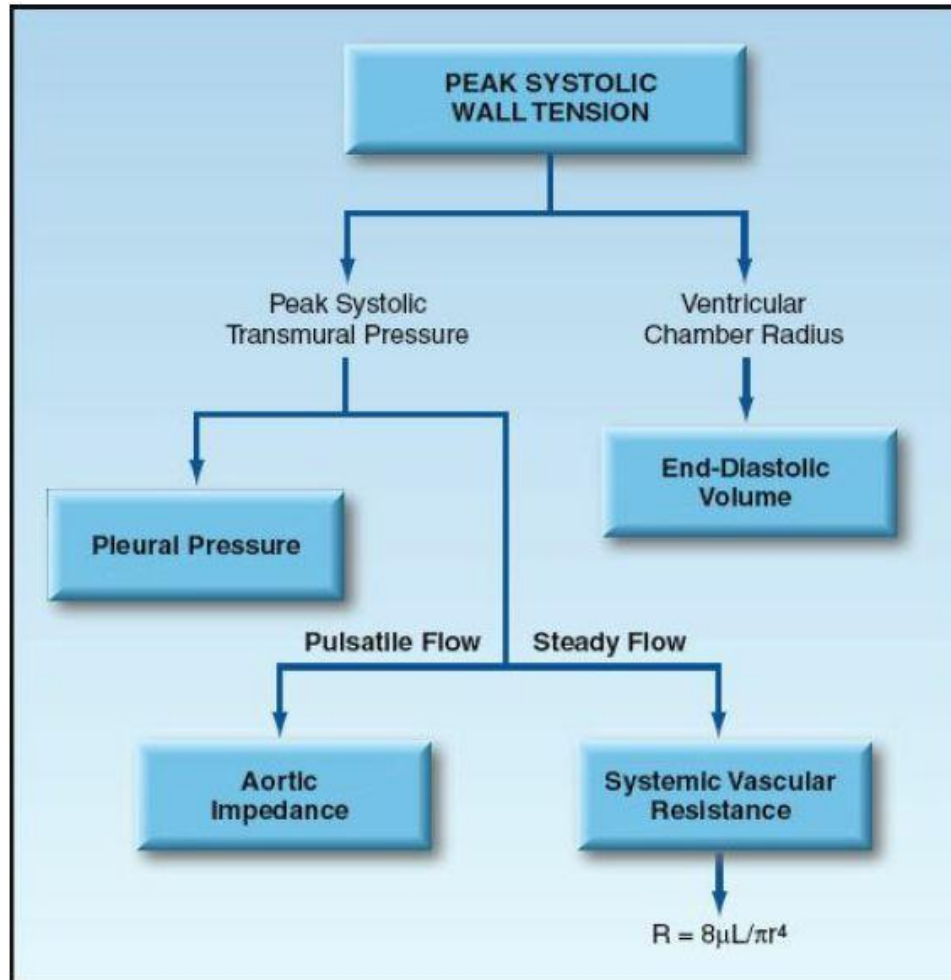 PEAK SYSTOLIC
WALL TENSION
Peak Systolic
Transmural Pressure
Ventricular
Chamber Radius
End-Diastolic
Volume
Pleural Pressure
Pulsatile Flow
Steady Flow
Aortic
Impedance
Systemic Vascular
Resistance
R = 8μL/πr⁴